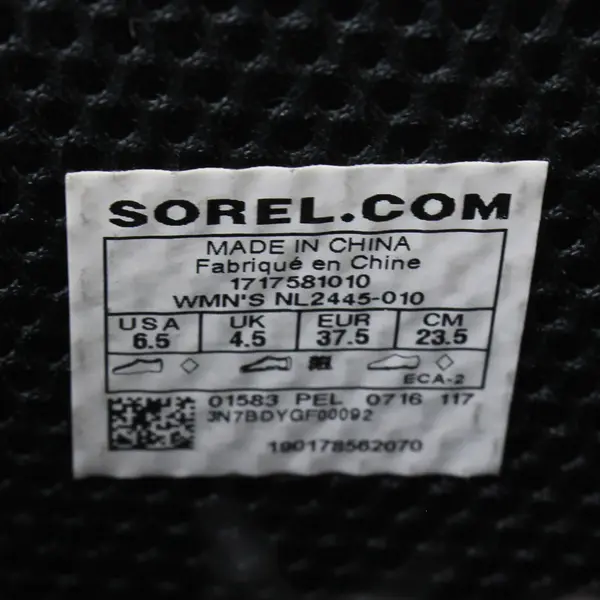 SOREL.COM
MADE IN CHINA
Fabriqué en Chine
1717581010
WMN'S NL2445-010
USA UK EUR CM
6.5 4.5 37.5 23.5
ECA-2
01583 PEL 0716 117
3N7BDYGF00092
190178562070